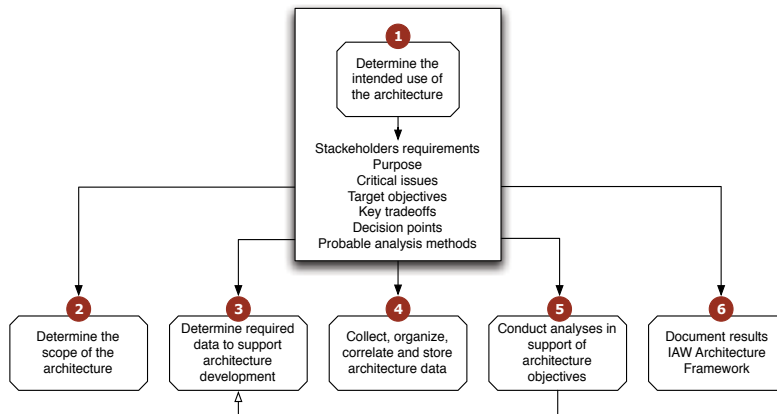 1
Determine the
intended use of
the architecture
Stackeholders requirements
Purpose
Critical issues
Target objectives
Key tradeoffs
Decision points
Probable analysis methods
2
Determine the
scope of the
architecture
3
Determine required
data to support
architecture
development
4
Collect, organize,
correlate and store
architecture data
5
Conduct analyses in
support of
architecture
objectives
6
Document results
IAW Architecture
Framework